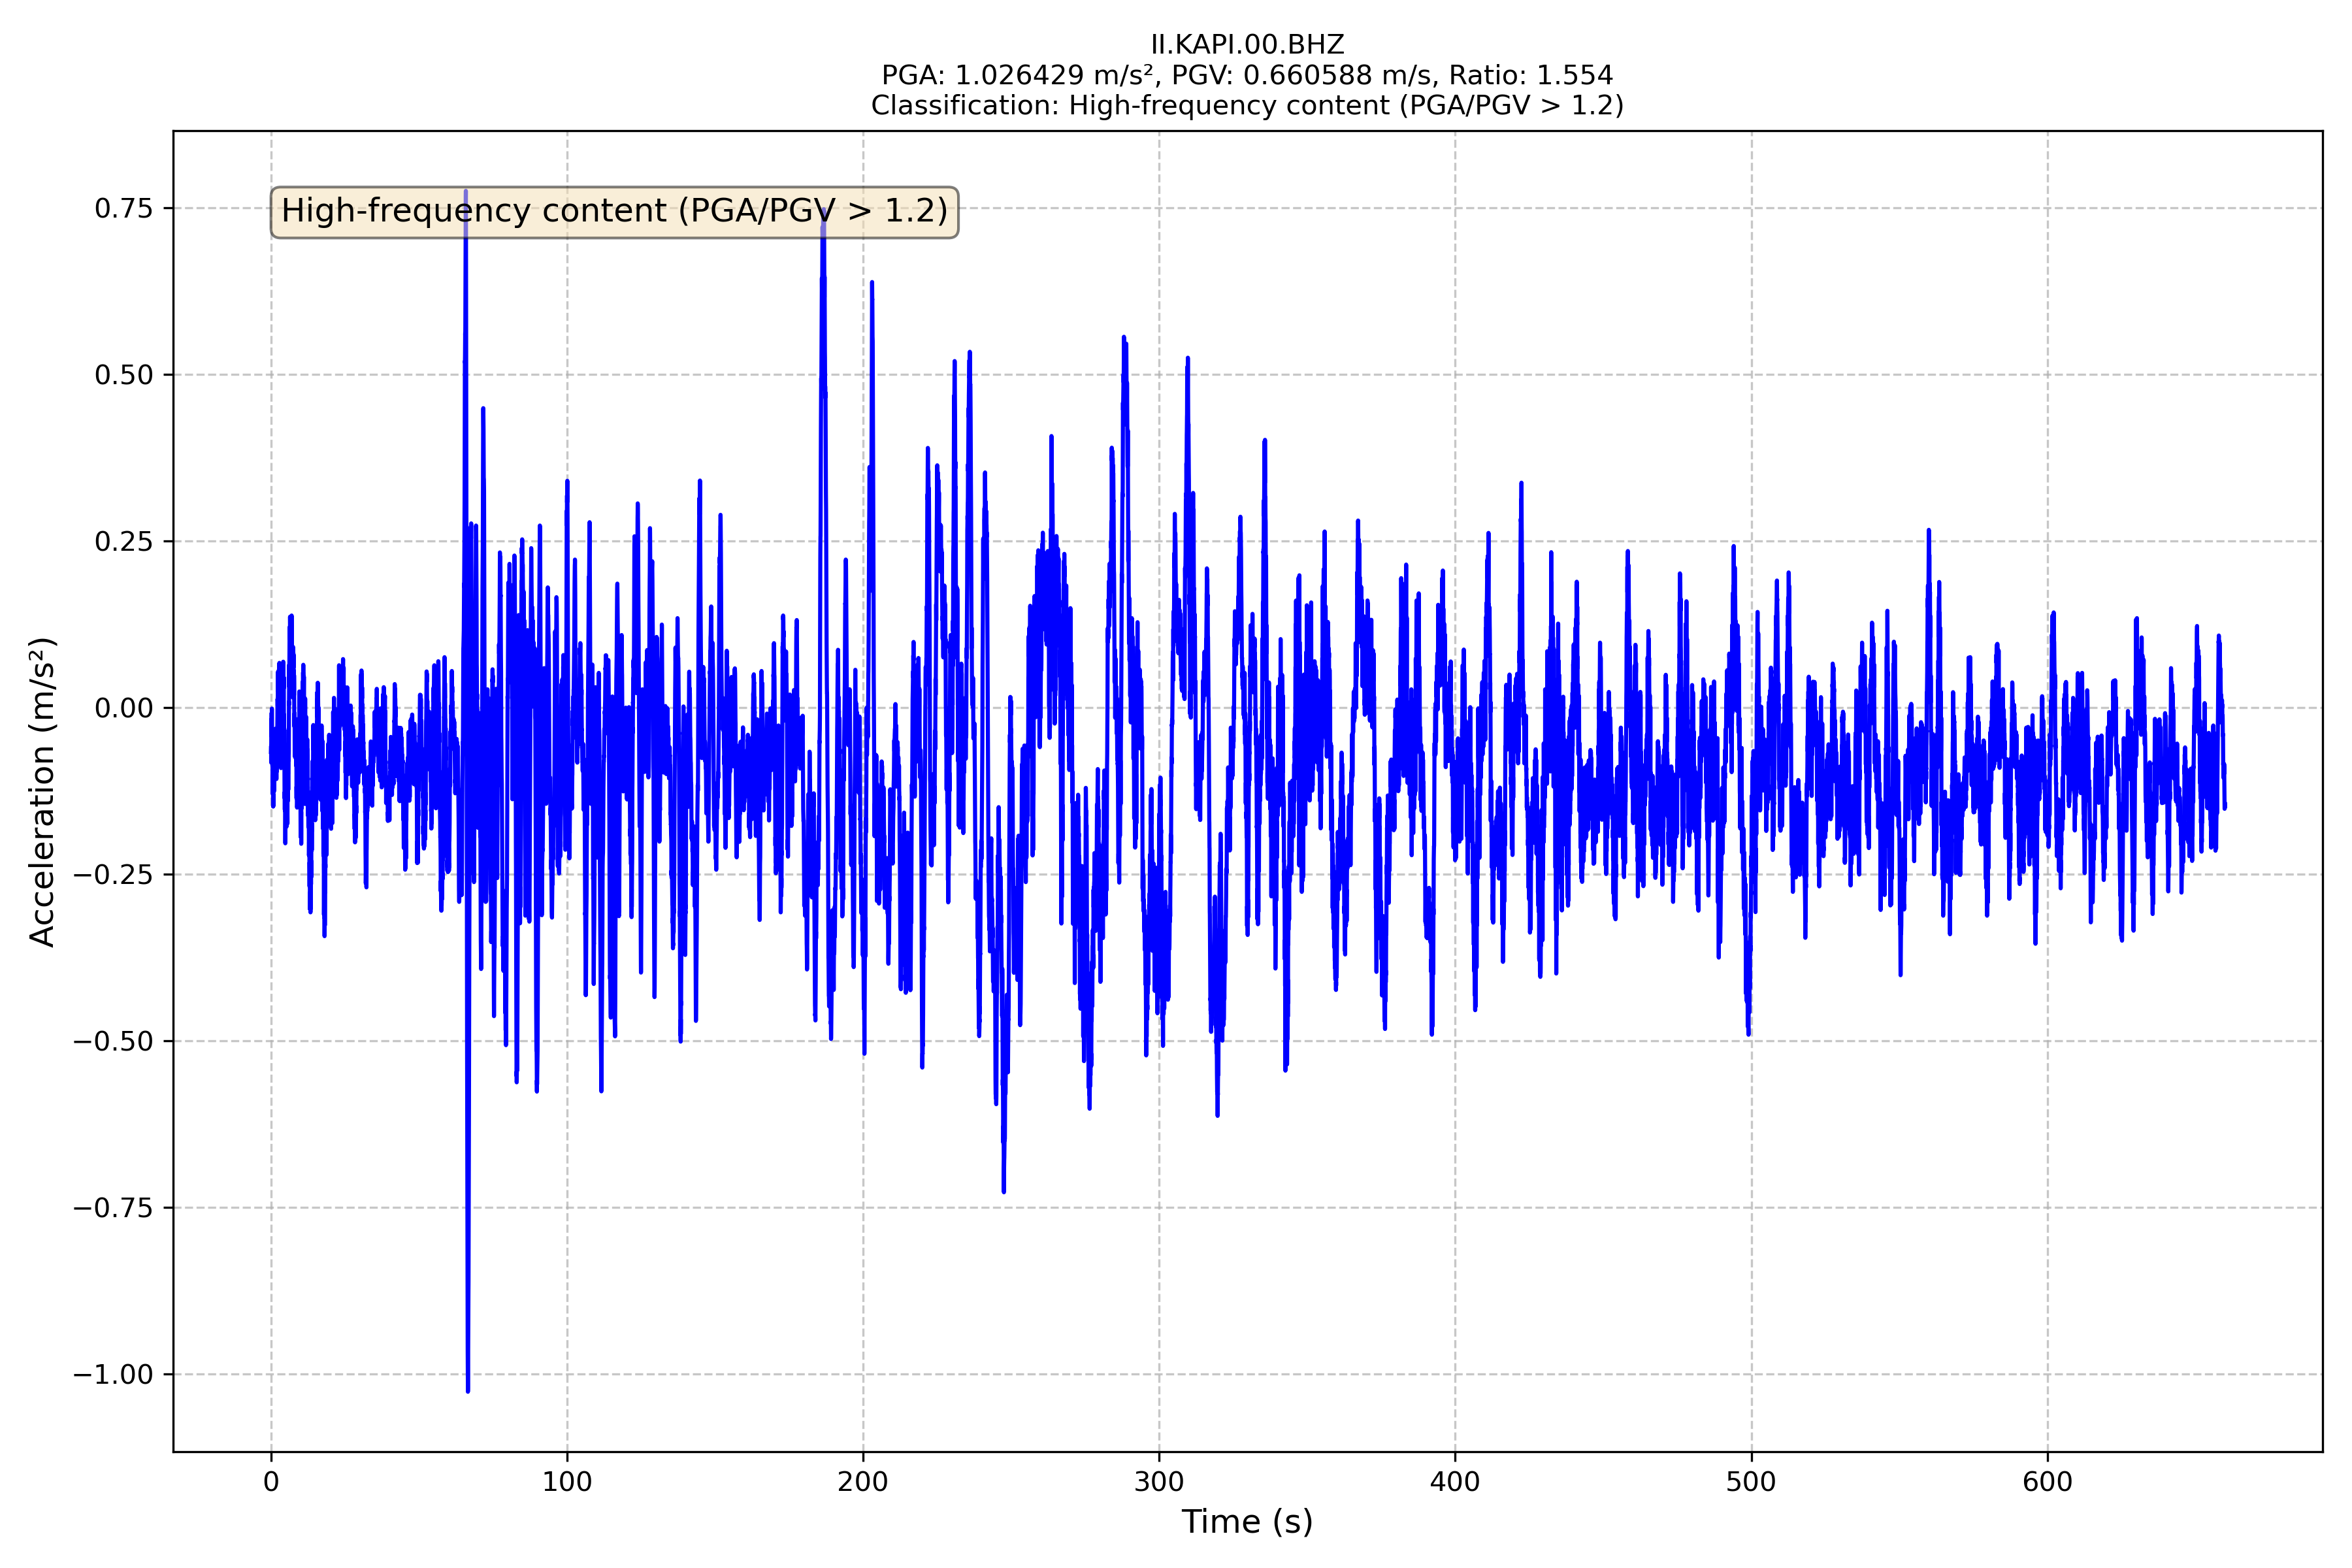 II.KAPI.00.BHZ
PGA: 1.026429 m/s², PGV: 0.660588 m/s, Ratio: 1.554
Classification: High-frequency content (PGA/PGV > 1.2)
High-frequency content (PGA/PGV > 1.2)
Acceleration (m/s²)
0.75
0.50
0.25
0.00
−0.25
−0.50
−0.75
−1.00
0 100 200 300 400 500 600
Time (s)